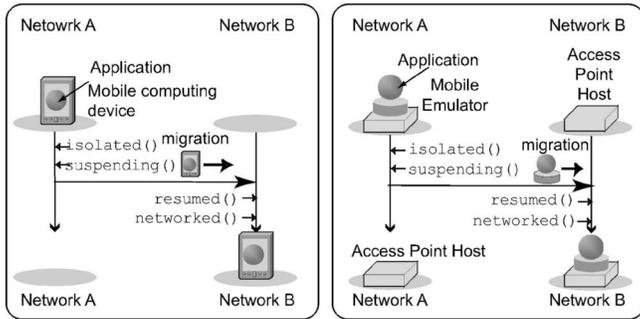 Netowrk A
Network B
Application
Mobile computing
device
isolated()
migration
suspending()
resumed()
networked()
Network A
Network B
Network A
Network B
Application
Mobile
Emulator
Access
Point
Host
isolated()
migration
suspending()
resumed()
networked()
Access Point Host
Network A
Network B